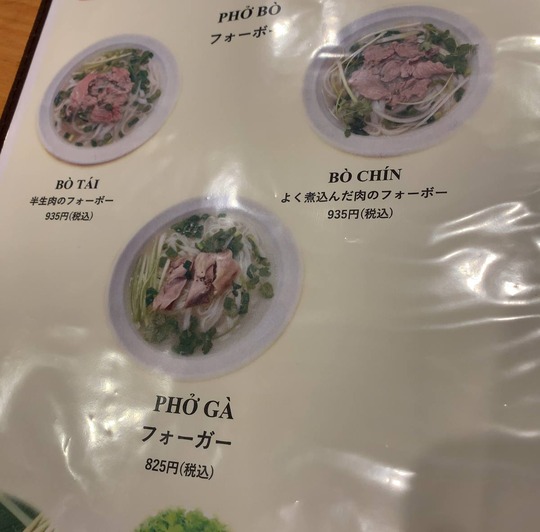 PHỞ BÒ
フォーボー
BÒ TÁI
半生肉のフォーボー
935円(税込)
BÒ CHÍN
よく煮込んだ肉のフォーボー
935円(税込)
PHỞ GÀ
フォーガー
825円(税込)